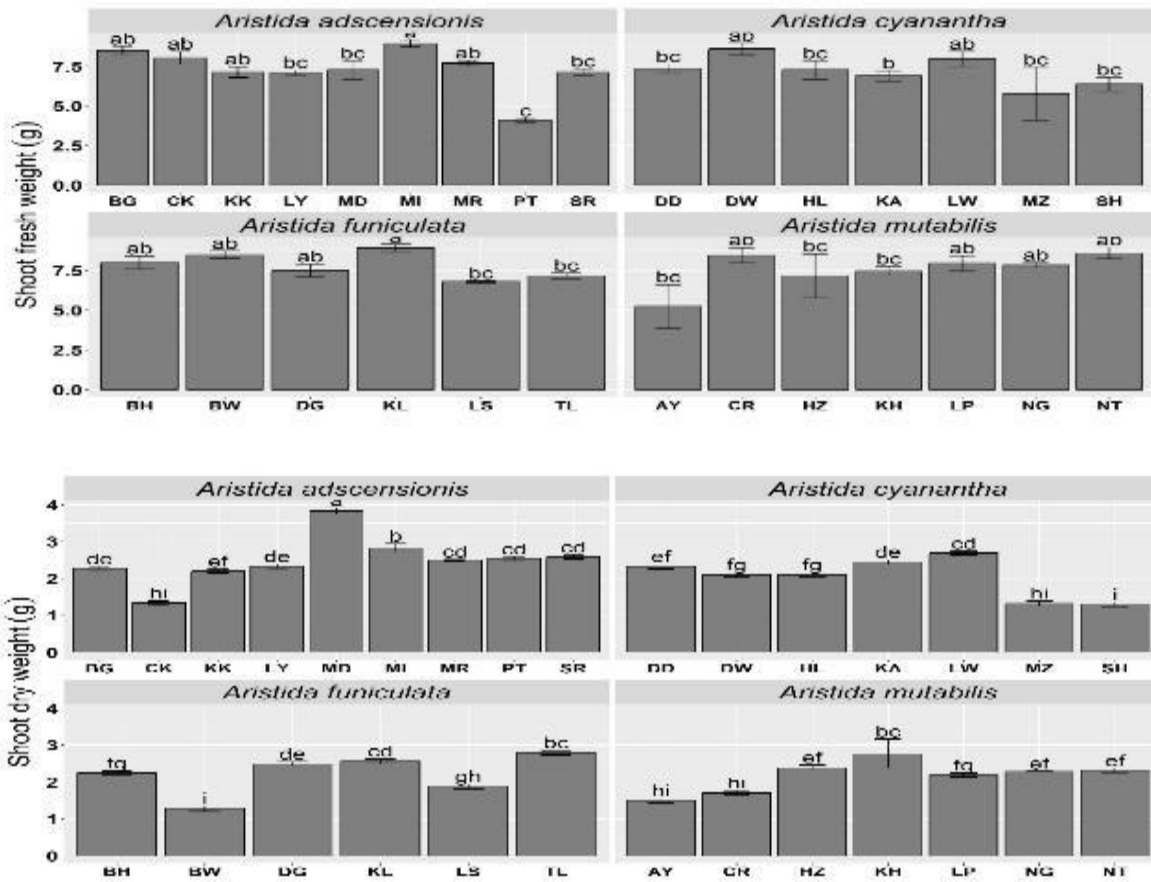 Aristida adscensionis Aristida cyanantha
a
ab ab ab bc bc ab c bc
bc ab bc b ab bc bc
7.5
5.0
2.5
0.0
BG CK KK LY MD MI MR PT SR
DD DW HL KA LW MZ SH
Shoot fresh weight (g)
Aristida funiculata Aristida mutabilis
ab ab ab a bc bc
bc ab bc bc ab ab ab
7.5
5.0
2.5
0.0
BH BW DG KL LS TL
AY CR HZ KH LP NG NT
Aristida adscensionis Aristida cyanantha
4
3
2
1
0
de hi ef de a b cd cd cd
ef fg fg de cd hi i
CK KK LY MD MI MR PT SR
DD DW HL KA LW MZ SH
Shoot dry weight (g)
Aristida funiculata Aristida mutabilis
4
3
2
1
0
fg i de cd gh bc
hi hi ef bc fg ef ef
BH BW DG KL LS TL
AY CR HZ KH LP NG NT